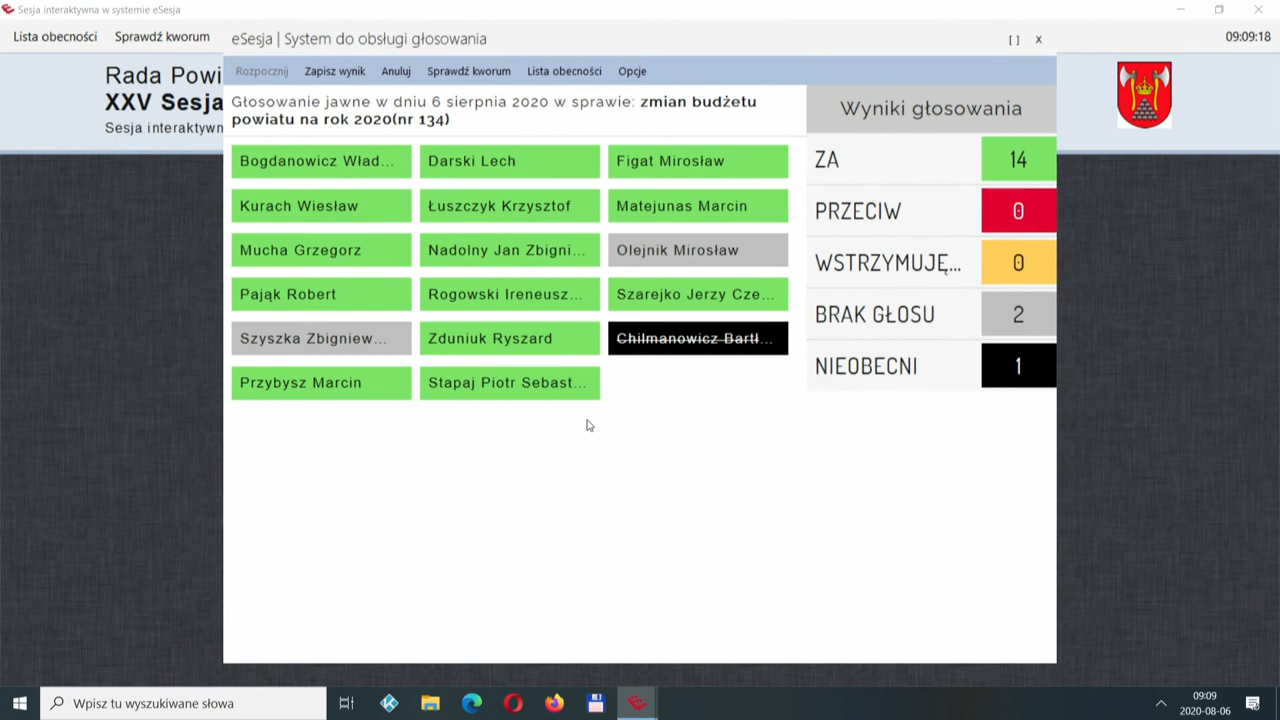 Sesja interaktywna w systemie eSesja
Lista obecności Sprawdź kworum
09:09:18
eSesja | System do obsługi głosowania
[ ] x
Rozpocznij Zapisz wynik Anuluj Sprawdź kworum Lista obecności Opcje
Rada Powi
XXV Sesja
Sesja interaktywn
Głosowanie jawne w dniu 6 sierpnia 2020 w sprawie: zmian budżetu
powiatu na rok 2020(nr 134)
Bogdanowicz Wład... Darski Lech Figat Mirosław
Kurach Wiesław Łuszczyk Krzysztof Matejunas Marcin
Mucha Grzegorz Nadolny Jan Zbigni... Olejnik Mirosław
Pająk Robert Rogowski Ireneusz... Szarejko Jerzy Cze...
Szyszka Zbigniew... Zduniuk Ryszard Chilmanowicz Bartł...
Przybysz Marcin Stapaj Piotr Sebast...
Wyniki głosowania
ZA 14
PRZECIW 0
WSTRZYMUJĘ... 0
BRAK GŁOSU 2
NIEOBECNI 1
Wpisz tu wyszukiwane słowa
09:09
2020-08-06